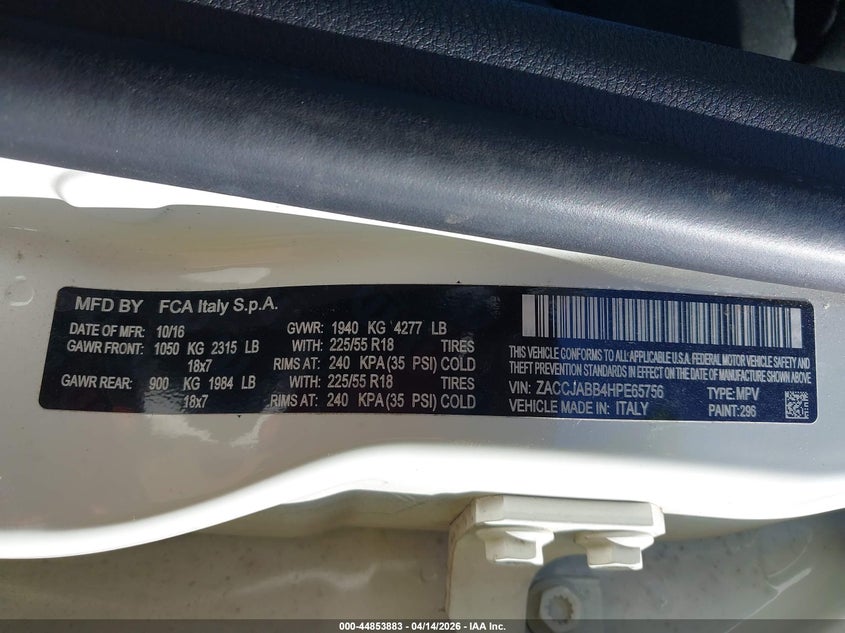 MFD BY FCA Italy S.p.A.
DATE OF MFR: 10/16 GVWR: 1940 KG 4277 LB
GAWR FRONT: 1050 KG 2315 LB WITH: 225/55 R18 TIRES
18x7 RIMS AT: 240 KPA (35 PSI) COLD
GAWR REAR: 900 KG 1984 LB WITH: 225/55 R18 TIRES
18x7 RIMS AT: 240 KPA (35 PSI) COLD
THIS VEHICLE CONFORMS TO ALL APPLICABLE U.S.A. FEDERAL MOTOR VEHICLE SAFETY AND
THEFT PREVENTION STANDARDS IN EFFECT ON THE DATE OF MANUFACTURE SHOWN ABOVE.
VIN: ZACCJABB4HPE65756 TYPE: MPV
VEHICLE MADE IN: ITALY PAINT: 296
000-44853883 / 04/14/2026 - IAA Inc.